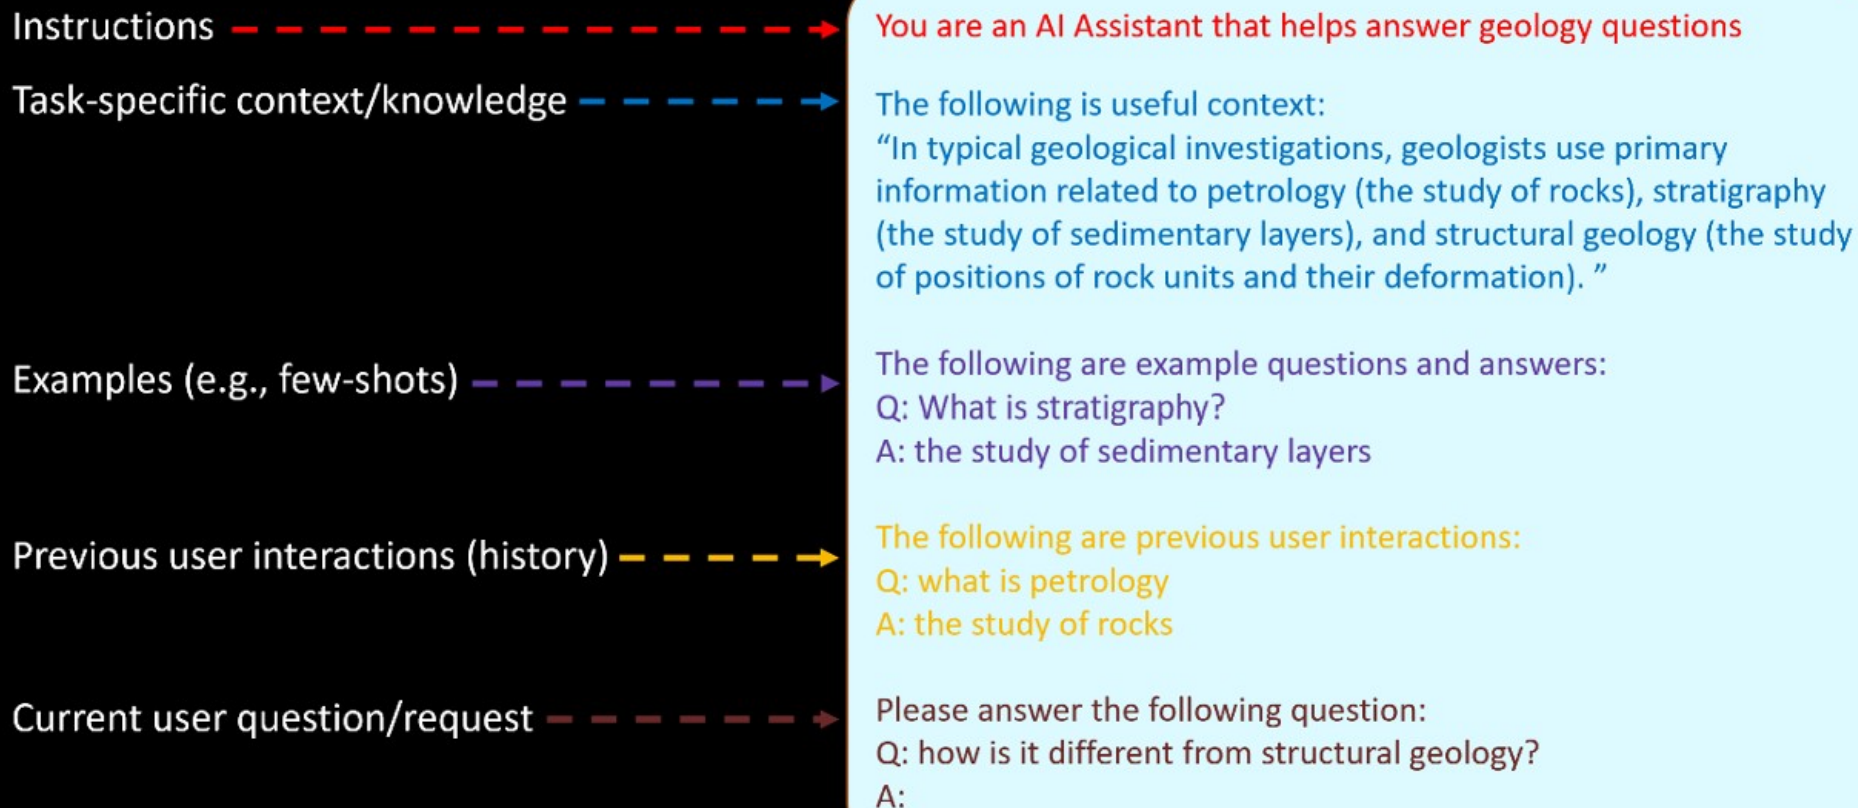 Instructions
You are an AI Assistant that helps answer geology questions
Task-specific context/knowledge
The following is useful context:
“In typical geological investigations, geologists use primary
information related to petrology (the study of rocks), stratigraphy
(the study of sedimentary layers), and structural geology (the study
of positions of rock units and their deformation). ”
Examples (e.g., few-shots)
The following are example questions and answers:
Q: What is stratigraphy?
A: the study of sedimentary layers
Previous user interactions (history)
The following are previous user interactions:
Q: what is petrology
A: the study of rocks
Current user question/request
Please answer the following question:
Q: how is it different from structural geology?
A: